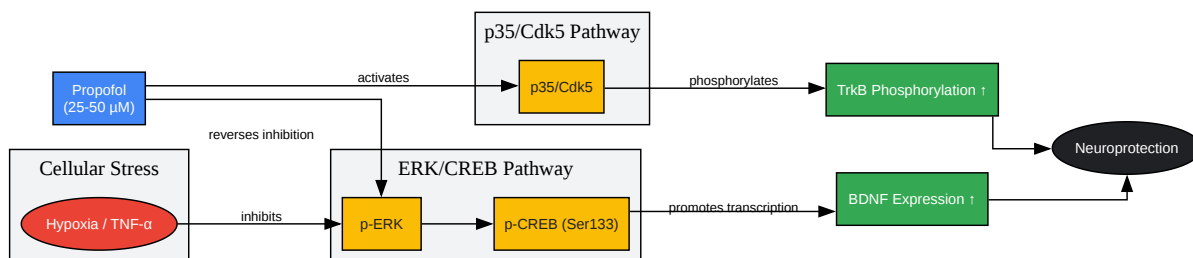 p35/Cdk5 Pathway
activates
p35/Cdk5
phosphorylates
Propofol
(25-50 µM)
TrkB Phosphorylation ↑
reverses inhibition
Neuroprotection
Cellular Stress
ERK/CREB Pathway
Hypoxia / TNF-α
inhibits
p-ERK
p-CREB (Ser133)
promotes transcription
BDNF Expression ↑